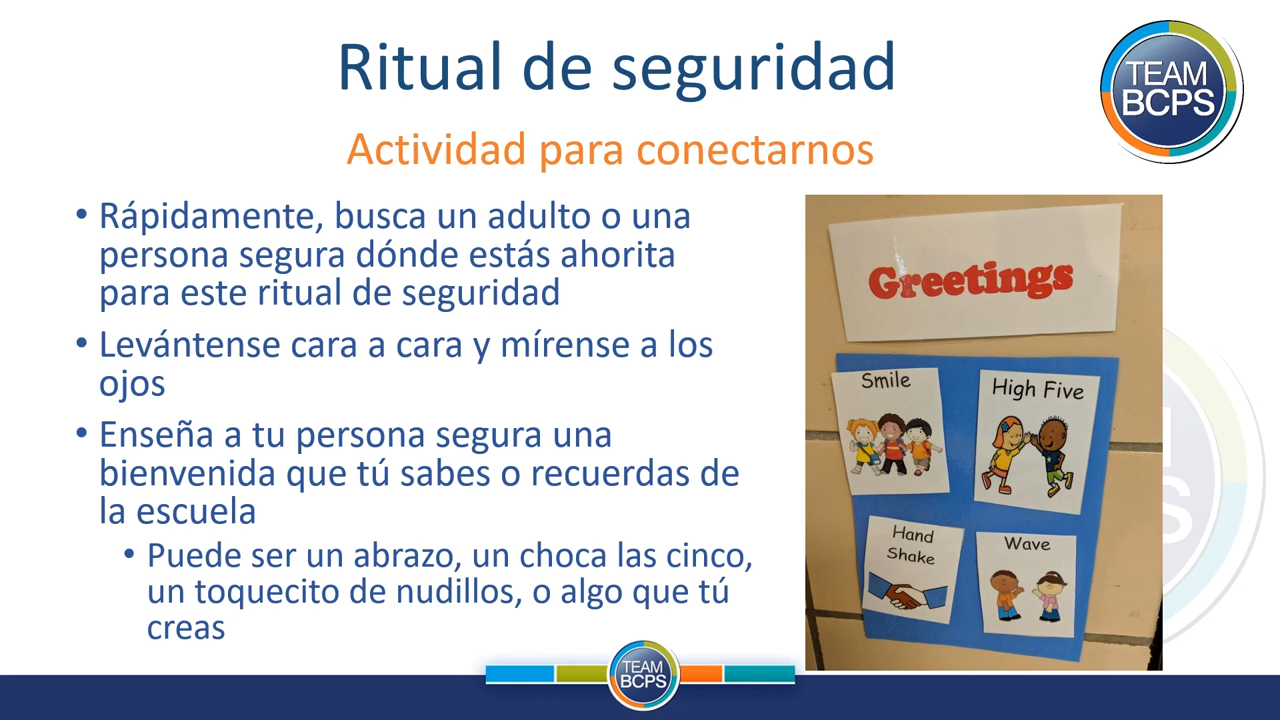 Ritual de seguridad
TEAM
BCPS
Actividad para conectarnos
• Rápidamente, busca un adulto o una
persona segura dónde estás ahorita
para este ritual de seguridad
• Levántense cara a cara y mírense a los
ojos
• Enseña a tu persona segura una
bienvenida que tú sabes o recuerdas de
la escuela
• Puede ser un abrazo, un choca las cinco,
un toquecito de nudillos, o algo que tú
creas
Greetings
Smile
High Five
Hand
Shake
Wave
TEAM
BCPS